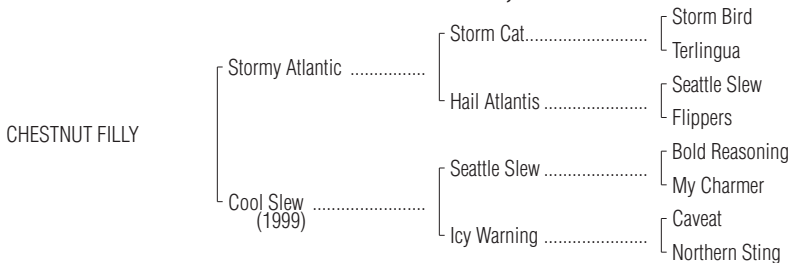 Storm Bird
Storm Cat..............................
Terlingua
Stormy Atlantic ................
Seattle Slew
Hail Atlantis .........................
Flippers
CHESTNUT FILLY
Bold Reasoning
Seattle Slew .........................
My Charmer
Cool Slew ........................
(1999)
Caveat
Icy Warning .........................
Northern Sting